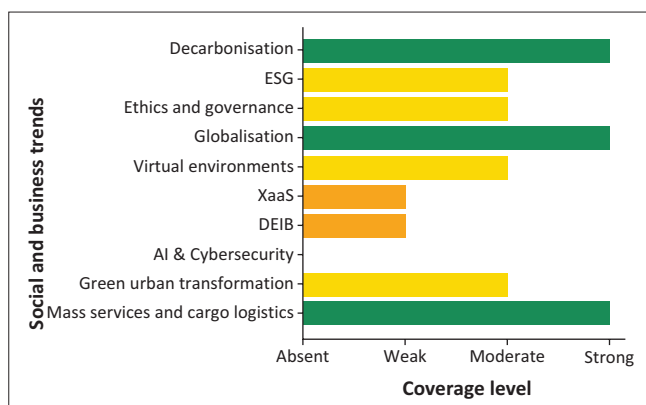 Social and business trends
Decarbonisation
ESG
Ethics and governance
Globalisation
Virtual environments
XaaS
DEIB
AI & Cybersecurity
Green urban transformation
Mass services and cargo logistics
Absent Weak Moderate Strong
Coverage level